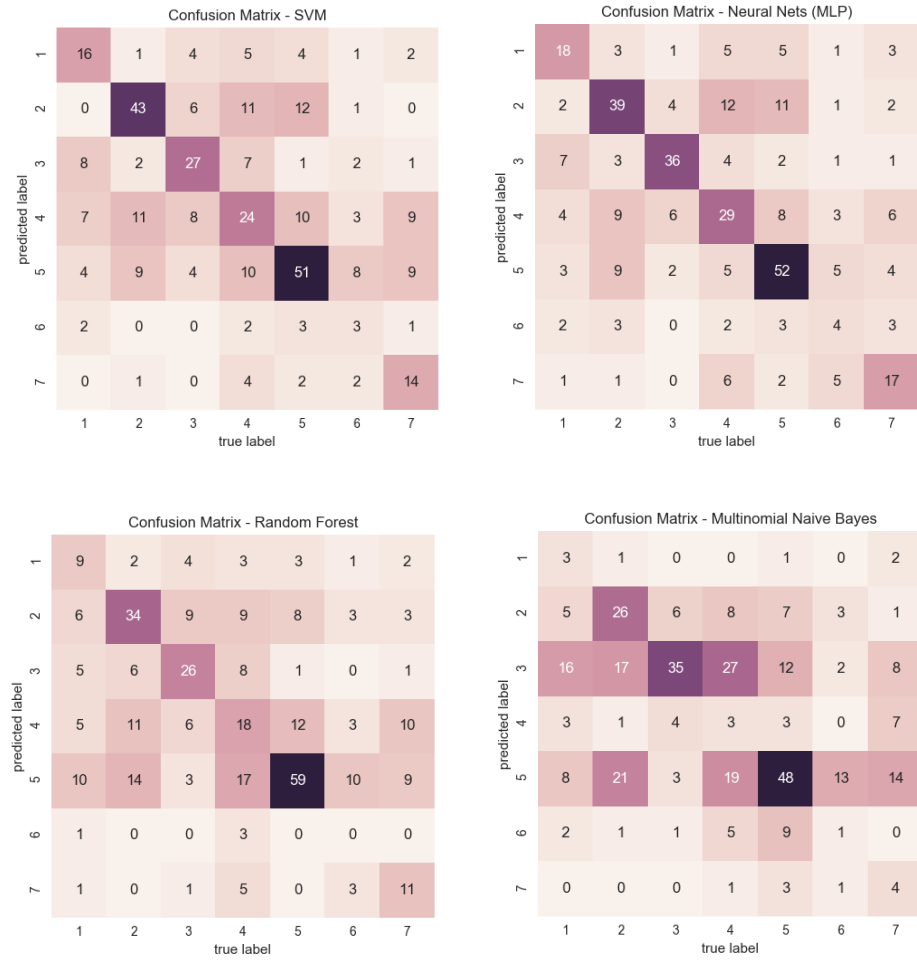 Confusion Matrix - SVM
predicted label
1 16 1 4 5 4 1 2
2 0 43 6 11 12 1 0
3 8 2 27 7 1 2 1
4 7 11 8 24 10 3 9
5 4 9 4 10 51 8 9
6 2 0 0 2 3 3 1
7 0 1 0 4 2 2 14
1 2 3 4 5 6 7
true label
Confusion Matrix - Neural Nets (MLP)
predicted label
1 18 3 1 5 5 1 3
2 2 39 4 12 11 1 2
3 7 3 36 4 2 1 1
4 4 9 6 29 8 3 6
5 3 9 2 5 52 5 4
6 2 3 0 2 3 4 3
7 1 1 0 6 2 5 17
1 2 3 4 5 6 7
true label
Confusion Matrix - Random Forest
predicted label
1 9 2 4 3 3 1 2
2 6 34 9 9 8 3 3
3 5 6 26 8 1 0 1
4 5 11 6 18 12 3 10
5 10 14 3 17 59 10 9
6 1 0 0 3 0 0 0
7 1 0 1 5 0 3 11
1 2 3 4 5 6 7
true label
Confusion Matrix - Multinomial Naive Bayes
predicted label
1 3 1 0 0 1 0 2
2 5 26 6 8 7 3 1
3 16 17 35 27 12 2 8
4 3 1 4 3 3 0 7
5 8 21 3 19 48 13 14
6 2 1 1 5 9 1 0
7 0 0 0 1 3 1 4
1 2 3 4 5 6 7
true label